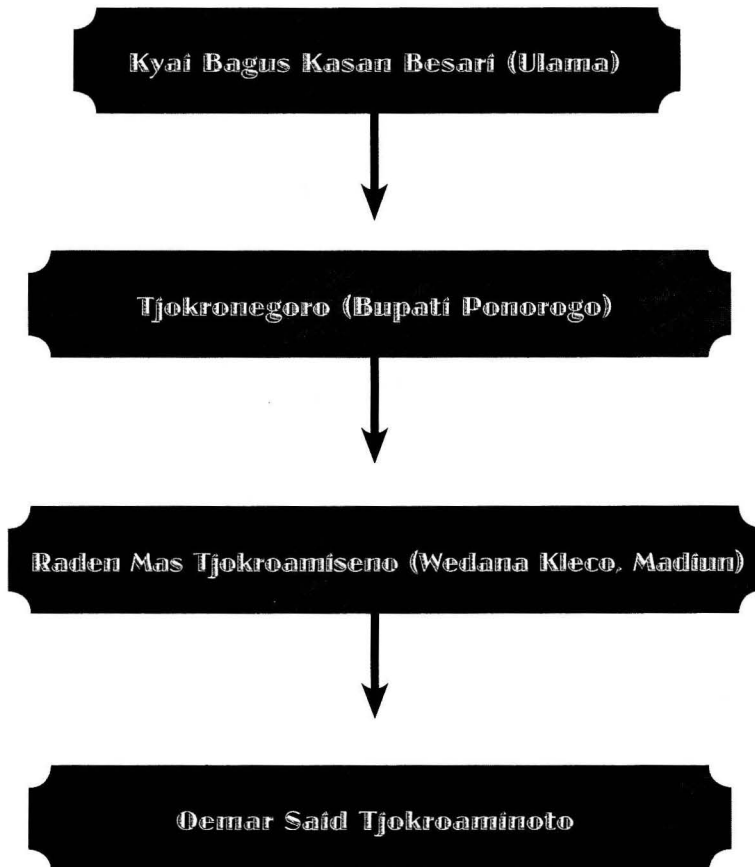 Kyai Bagus Kasan Besari (Ulama)
Tjokronegoro (Bupati Ponorogo)
Raden Mas Tjokroamiseno (Wedana Kleco, Madiun)
Oemar Said Tjokroaminoto